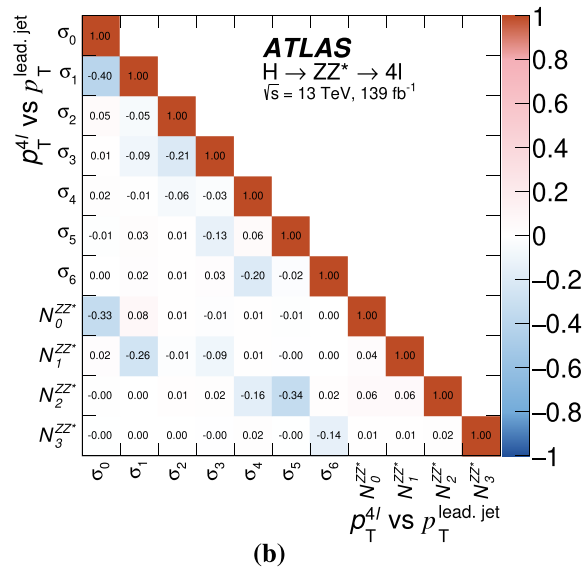 ATLAS
H → ZZ* → 4l
√s = 13 TeV, 139 fb⁻¹
p_T^{4l} vs p_T^{lead. jet}
σ₀ 1.00
σ₁ -0.40 1.00
σ₂ 0.05 -0.05 1.00
σ₃ 0.01 -0.09 -0.21 1.00
σ₄ 0.02 -0.01 -0.06 -0.03 1.00
σ₅ -0.01 0.03 0.01 -0.13 0.06 1.00
σ₆ 0.00 0.02 0.01 0.03 -0.20 -0.02 1.00
N_0^{ZZ*} -0.33 0.08 0.01 -0.01 0.01 -0.01 0.00 1.00
N_1^{ZZ*} 0.02 -0.26 -0.01 -0.09 0.01 -0.00 0.00 0.04 1.00
N_2^{ZZ*} -0.00 0.00 0.01 0.02 -0.16 -0.34 0.02 0.06 0.06 1.00
N_3^{ZZ*} -0.00 0.00 0.00 -0.00 0.02 -0.00 -0.14 0.01 0.01 0.02 1.00
σ₀ σ₁ σ₂ σ₃ σ₄ σ₅ σ₆ N_0^{ZZ*} N_1^{ZZ*} N_2^{ZZ*} N_3^{ZZ*}
p_T^{4l} vs p_T^{lead. jet}
1
0.8
0.6
0.4
0.2
0
−0.2
−0.4
−0.6
−0.8
−1
(b)